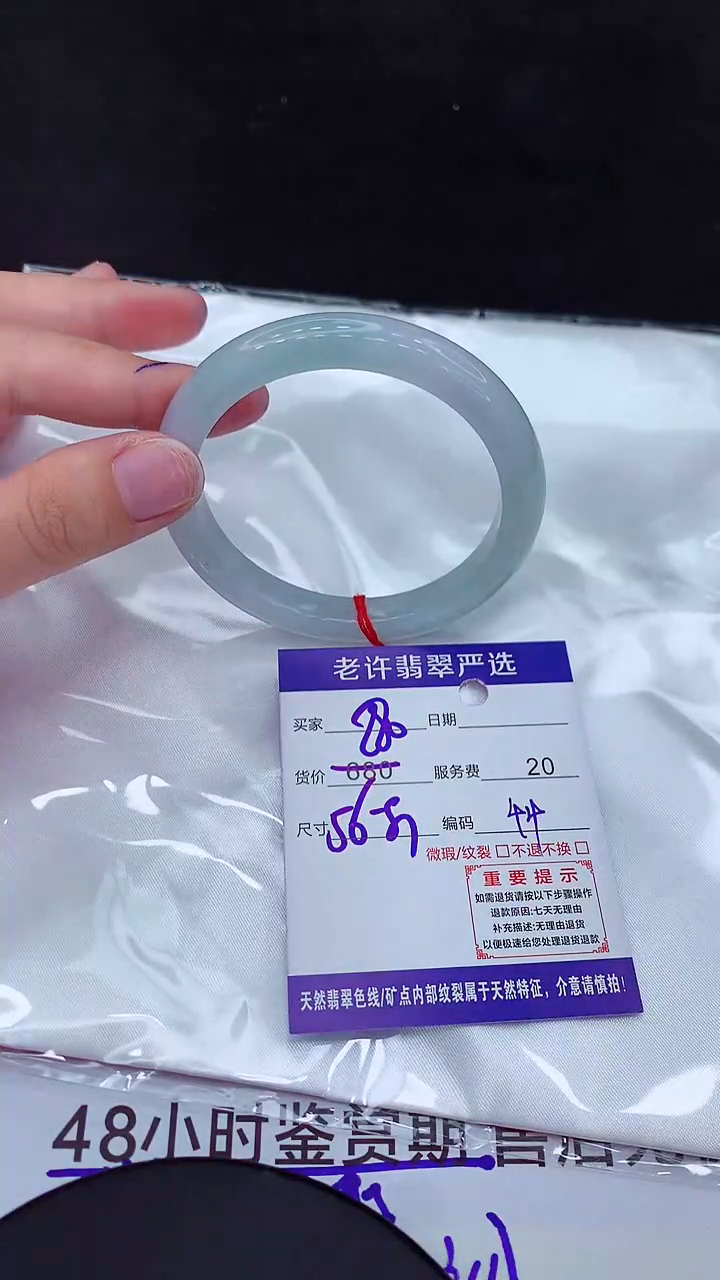 老许翡翠严选
买家 280 日期
货价 680 服务费 20
尺寸 56 编码 44
微瑕/纹裂 □不退不换 □
重要提示
如需退货请按以下步骤操作
退款原因:七天无理由
补充描述:无理由退货
以便极速给您处理退货退款
天然翡翠色线/矿点内部纹裂属于天然特征，介意请慎拍!
48小时鉴赏期 售后无